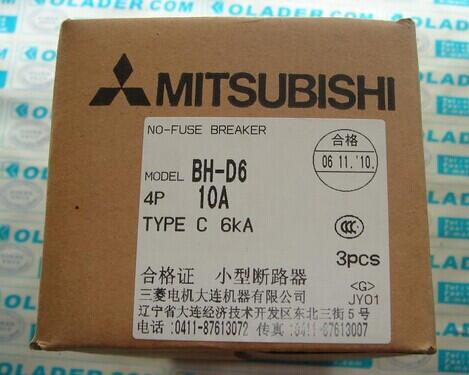 OLADER
MITSUBISHI
NO-FUSE BREAKER
合格
06 11.'10.
MODEL BH-D6
4P 10A
TYPE C 6kA
CCC
3pcs
合格证 小型断路器
<G>
三菱电机大连机器有限公司
JY01
辽宁省大连经济技术开发区东北三街5号
电话:0411-87613072 传真:0411-87613007